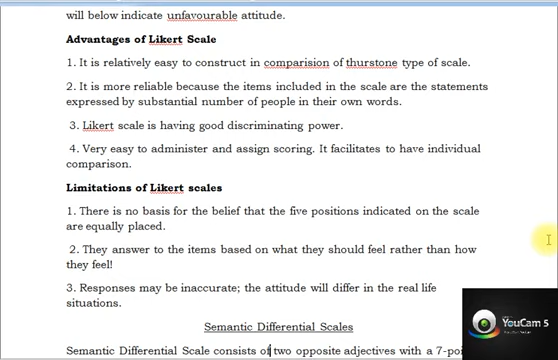 will below indicate unfavourable attitude.
Advantages of Likert Scale
1. It is relatively easy to construct in comparision of thurstone type of scale.
2. It is more reliable because the items included in the scale are the statements
expressed by substantial number of people in their own words.
3. Likert scale is having good discriminating power.
4. Very easy to administer and assign scoring. It facilitates to have individual
comparison.
Limitations of Likert scales
1. There is no basis for the belief that the five positions indicated on the scale
are equally placed.
2. They answer to the items based on what they should feel rather than how
they feel!
3. Responses may be inaccurate; the attitude will differ in the real life
situations.
Semantic Differential Scales
Semantic Differential Scale consists of two opposite adjectives with a 7-
YouCam 5